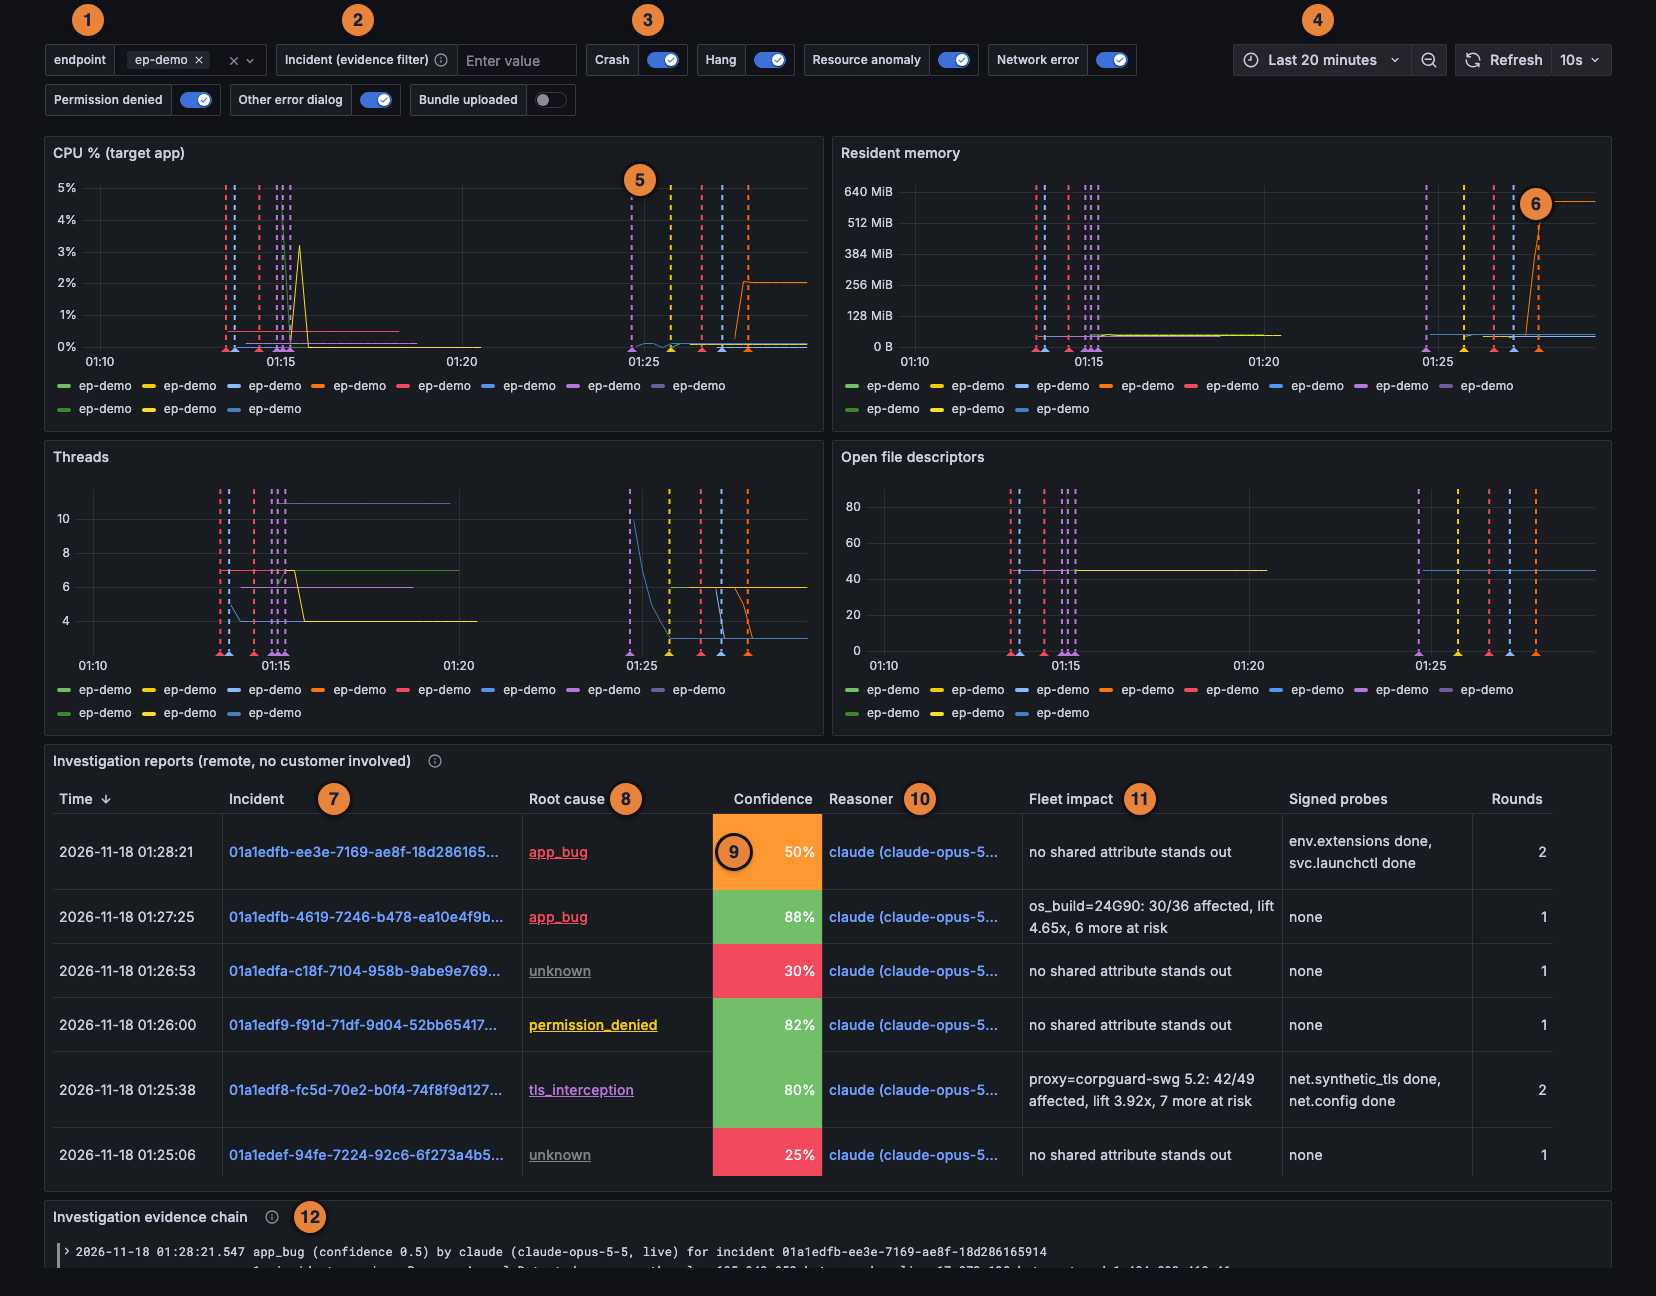 1 2 3 4
endpoint ep-demo Incident (evidence filter) Enter value Crash Hang Resource anomaly Network error Last 20 minutes Refresh 10s
Permission denied Other error dialog Bundle uploaded
CPU % (target app)
5
5%
4%
3%
2%
1%
0%
01:10 01:15 01:20 01:25
ep-demo ep-demo ep-demo ep-demo ep-demo ep-demo ep-demo ep-demo
ep-demo ep-demo ep-demo
Resident memory
6
640 MiB
512 MiB
384 MiB
256 MiB
128 MiB
0 B
01:10 01:15 01:20 01:25
ep-demo ep-demo ep-demo ep-demo ep-demo ep-demo ep-demo ep-demo
ep-demo ep-demo ep-demo
Threads
10
8
6
4
01:10 01:15 01:20 01:25
ep-demo ep-demo ep-demo ep-demo ep-demo ep-demo ep-demo ep-demo
ep-demo ep-demo ep-demo
Open file descriptors
80
60
40
20
0
01:10 01:15 01:20 01:25
ep-demo ep-demo ep-demo ep-demo ep-demo ep-demo ep-demo ep-demo
ep-demo ep-demo ep-demo
Investigation reports (remote, no customer involved)
Time Incident 7 Root cause 8 Confidence Reasoner 10 Fleet impact 11 Signed probes Rounds
2026-11-18 01:28:21 01a1edfb-ee3e-7169-ae8f-18d286165... app_bug 9 50% claude (claude-opus-5... no shared attribute stands out env.extensions done,
svc.launchctl done 2
2026-11-18 01:27:25 01a1edfb-4619-7246-b478-ea10e4f9b... app_bug 88% claude (claude-opus-5... os_build=24G90: 30/36 affected, lift
4.65x, 6 more at risk none 1
2026-11-18 01:26:53 01a1edfa-c18f-7104-958b-9abe9e769... unknown 30% claude (claude-opus-5... no shared attribute stands out none 1
2026-11-18 01:26:00 01a1edf9-f91d-71df-9d04-52bb65417... permission_denied 82% claude (claude-opus-5... no shared attribute stands out none 1
2026-11-18 01:25:38 01a1edf8-fc5d-70e2-b0f4-74f8f9d127... tls_interception 80% claude (claude-opus-5... proxy=corpguard-swg 5.2: 42/49
affected, lift 3.92x, 7 more at risk net.synthetic_tls done,
net.config done 2
2026-11-18 01:25:06 01a1edef-94fe-7224-92c6-6f273a4b5... unknown 25% claude (claude-opus-5... no shared attribute stands out none 1
Investigation evidence chain 12
2026-11-18 01:28:21.547 app_bug (confidence 0.5) by claude (claude-opus-5-5, live) for incident 01a1edfb-ee3e-7169-ae8f-18d286165914